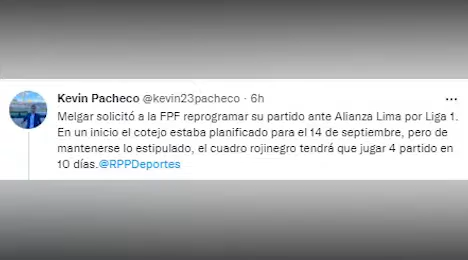 Kevin Pacheco @kevin23pacheco · 6h
Melgar solicitó a la FPF reprogramar su partido ante Alianza Lima por Liga 1.
En un inicio el cotejo estaba planificado para el 14 de septiembre, pero de
mantenerse lo estipulado, el cuadro rojinegro tendrá que jugar 4 partido en
10 días.@RPPDeportes